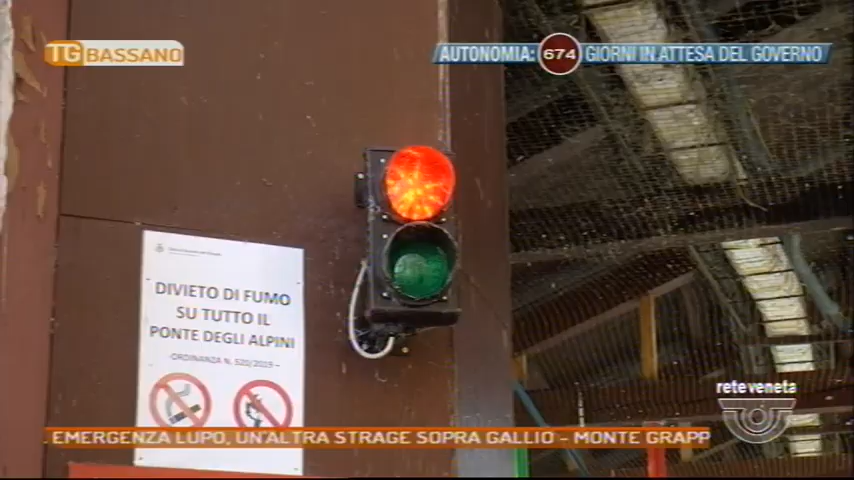 TG BASSANO
AUTONOMIA: 674 GIORNI IN ATTESA DEL GOVERNO
DIVIETO DI FUMO
SU TUTTO IL
PONTE DEGLI ALPINI
ORDINANZA N. 520/2019
reteveneta
EMERGENZA LUPO, UN'ALTRA STRAGE SOPRA GALLIO - MONTE GRAPP